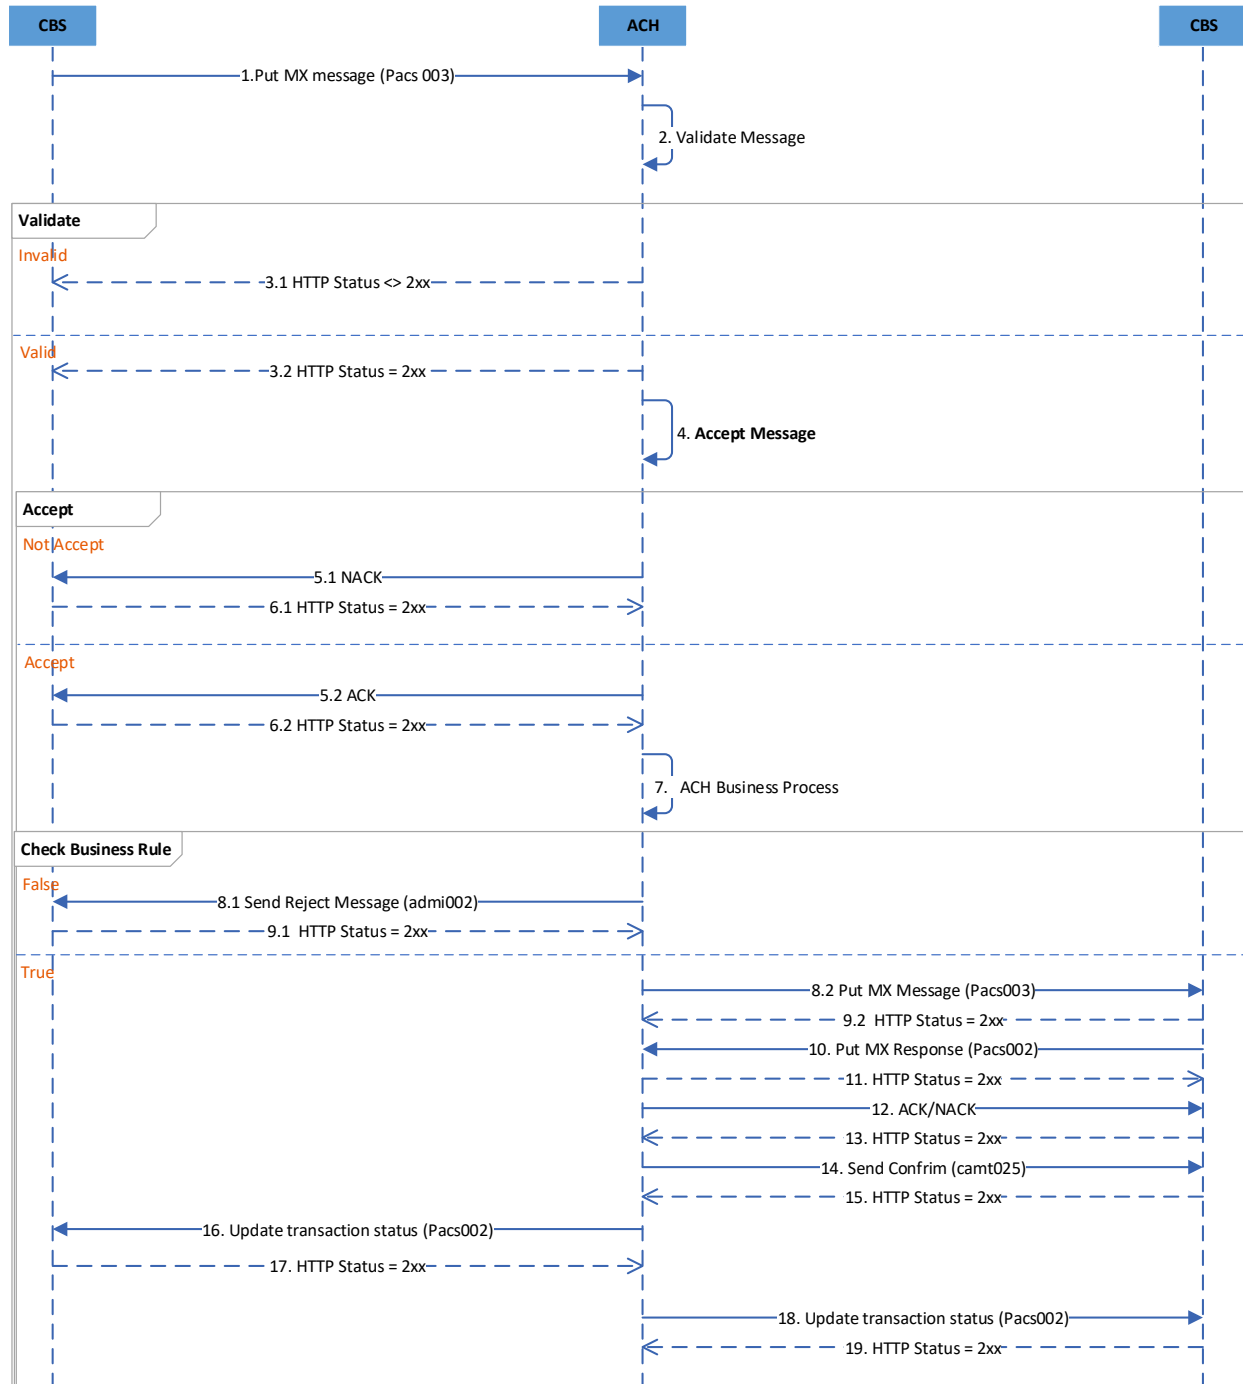 CBS
ACH
CBS
1.Put MX message (Pacs 003)
2. Validate Message
Validate
Invalid
3.1 HTTP Status <> 2xx
Valid
3.2 HTTP Status = 2xx
4. Accept Message
Accept
Not Accept
5.1 NACK
6.1 HTTP Status = 2xx
Accept
5.2 ACK
6.2 HTTP Status = 2xx
7. ACH Business Process
Check Business Rule
False
8.1 Send Reject Message (admi002)
9.1 HTTP Status = 2xx
True
8.2 Put MX Message (Pacs003)
9.2 HTTP Status = 2xx
10. Put MX Response (Pacs002)
11. HTTP Status = 2xx
12. ACK/NACK
13. HTTP Status = 2xx
14. Send Confrim (camt025)
15. HTTP Status = 2xx
16. Update transaction status (Pacs002)
17. HTTP Status = 2xx
18. Update transaction status (Pacs002)
19. HTTP Status = 2xx